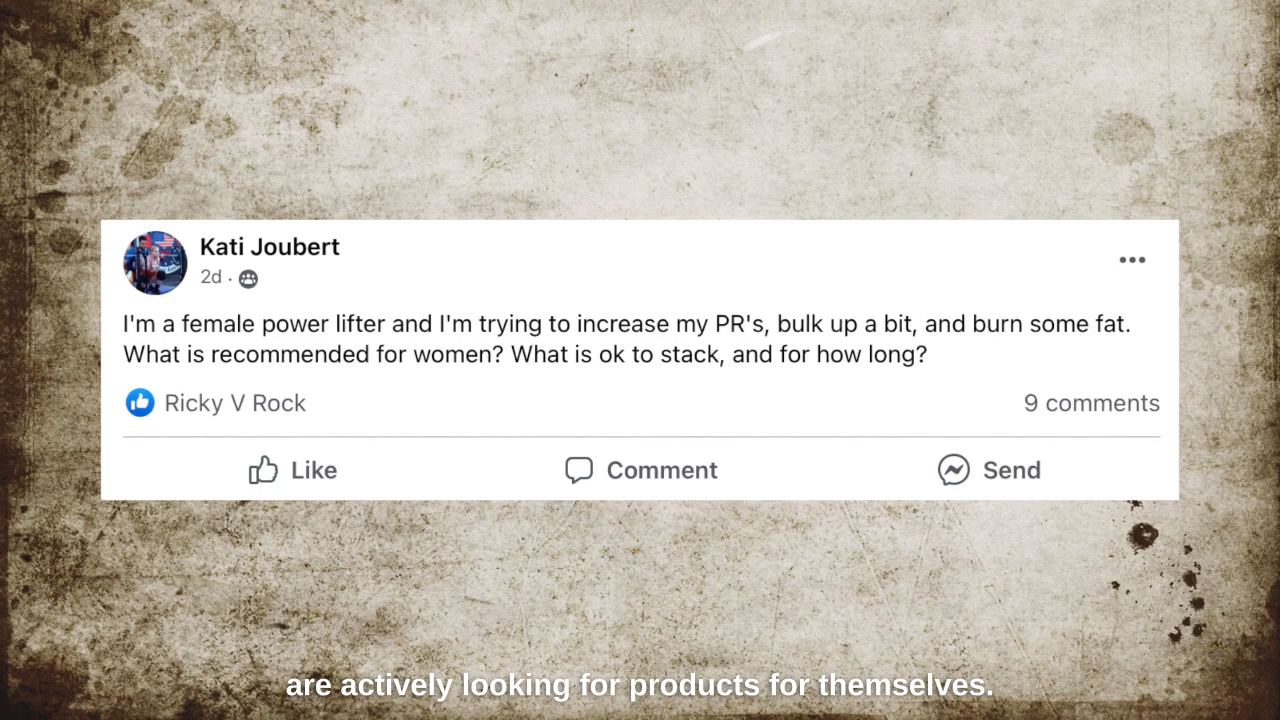 Kati Joubert
2d ·
I'm a female power lifter and I'm trying to increase my PR's, bulk up a bit, and burn some fat.
What is recommended for women? What is ok to stack, and for how long?
Ricky V Rock
9 comments
Like
Comment
Send
are actively looking for products for themselves.